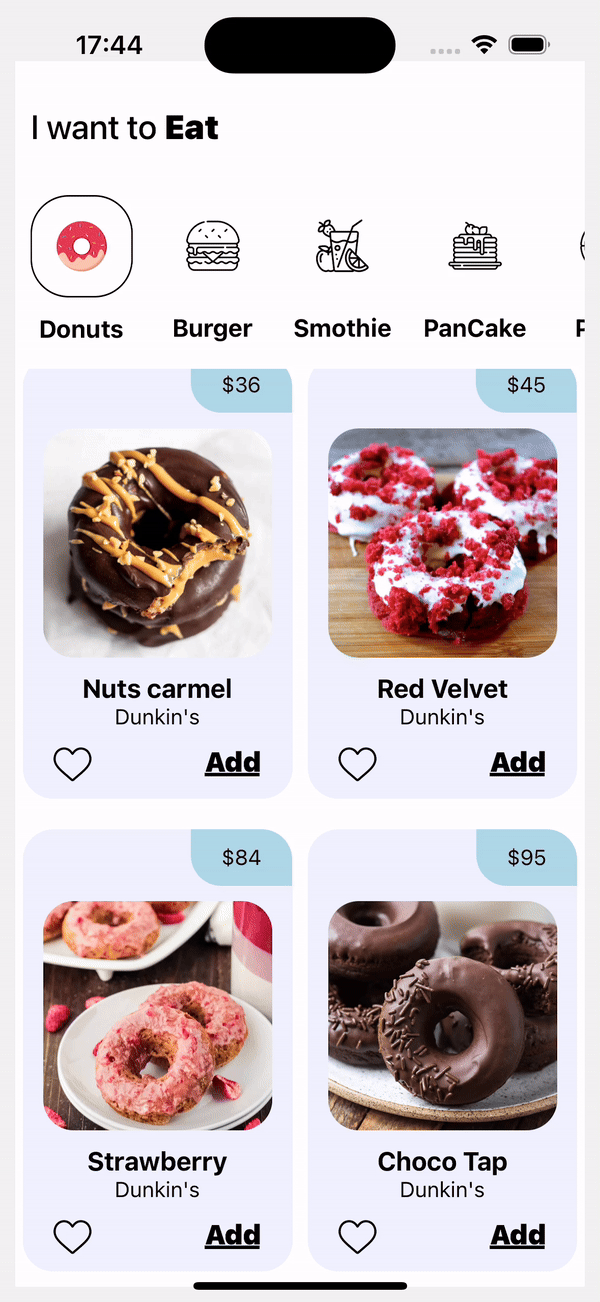 17:44
I want to Eat
Donuts
Burger
Smothie
PanCake
$36
$45
Nuts carmel
Dunkin's
Add
Red Velvet
Dunkin's
Add
$84
$95
Strawberry
Dunkin's
Add
Choco Tap
Dunkin's
Add